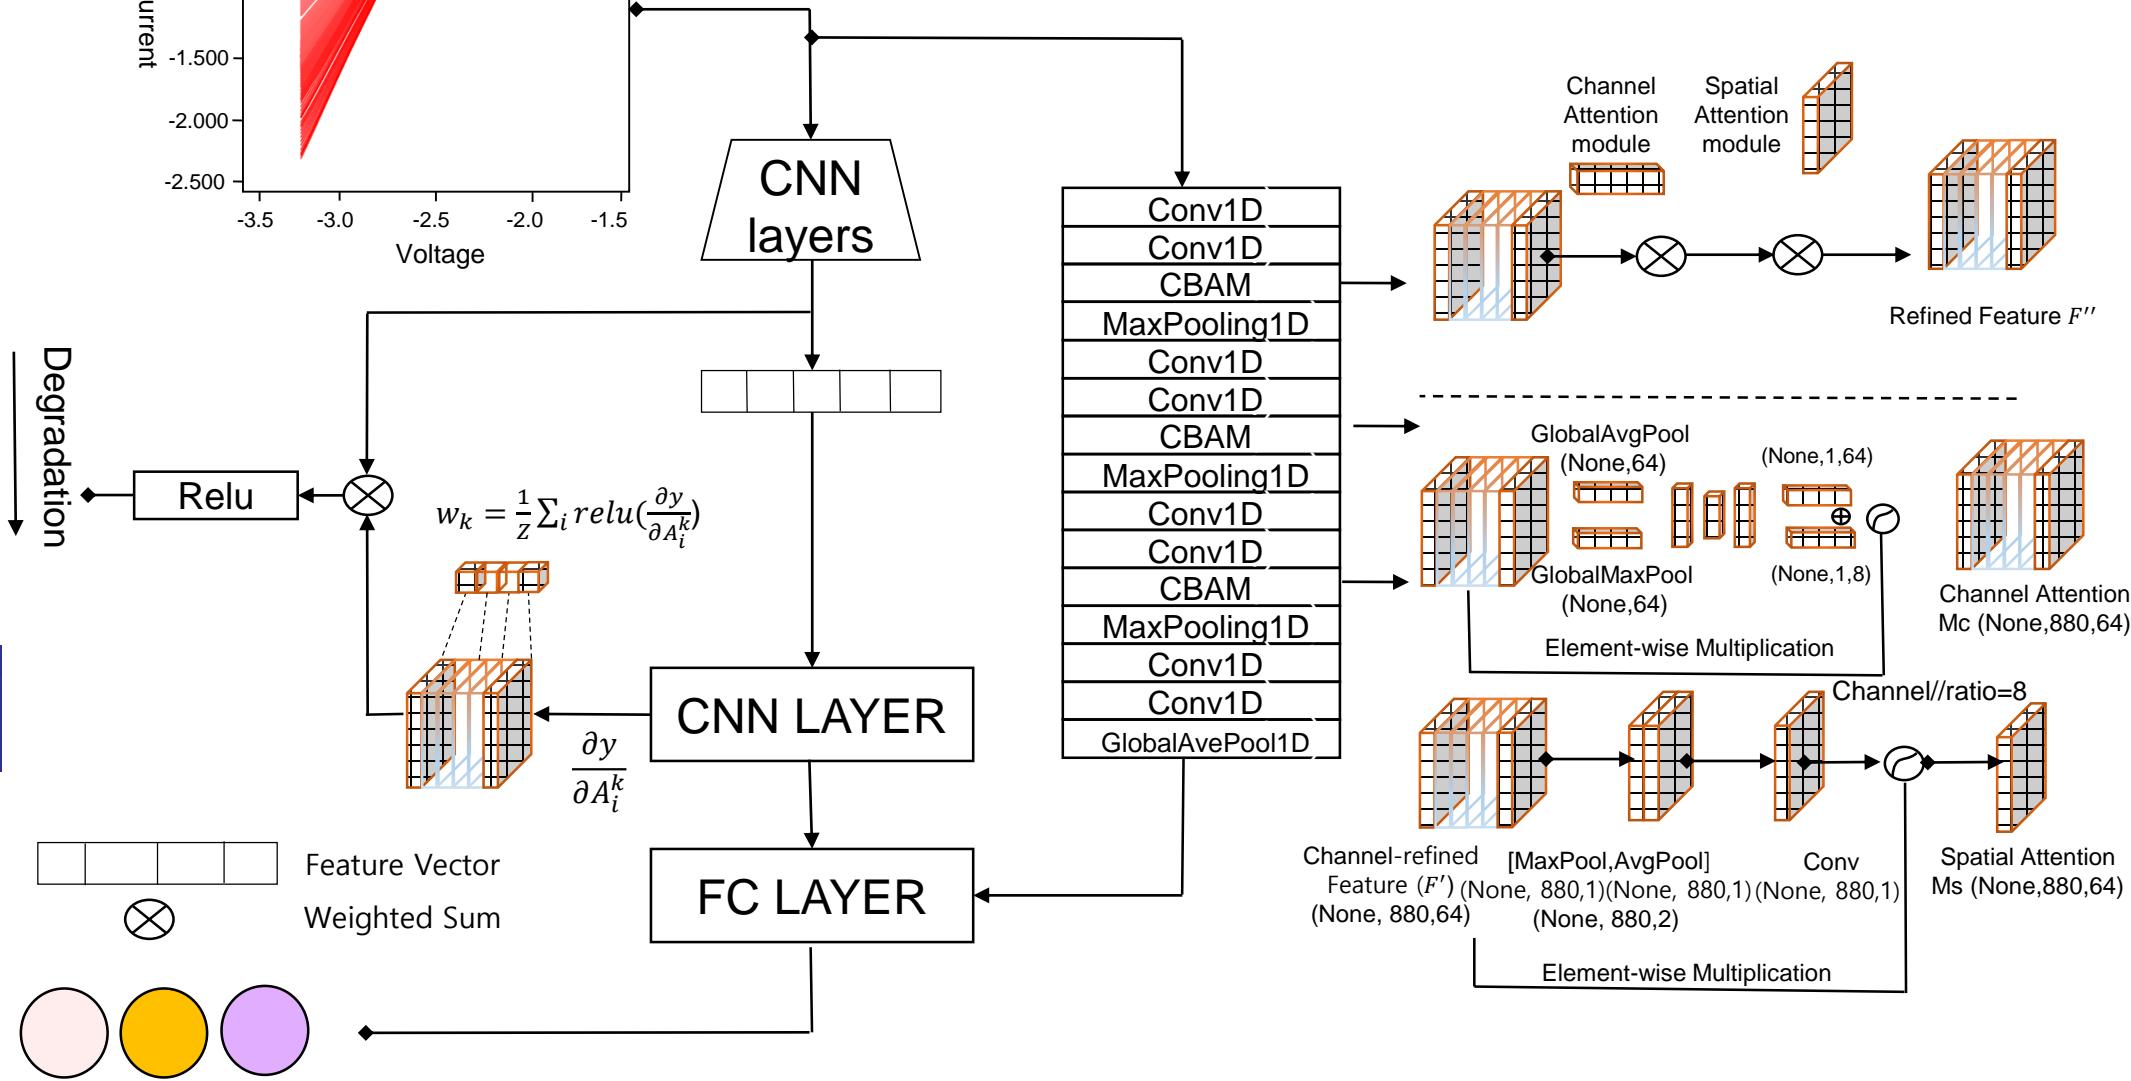 urrent
-1.500
-2.000
-2.500
-3.5
-3.0
-2.5
-2.0
-1.5
Voltage
CNN
layers
Degradation
Relu
w_k = \frac{1}{Z} \sum_i relu(\frac{∂y}{∂A_i^k})
CNN LAYER
\frac{∂y}{∂A_i^k}
FC LAYER
Feature Vector
Weighted Sum
Conv1D
Conv1D
CBAM
MaxPooling1D
Conv1D
Conv1D
CBAM
MaxPooling1D
Conv1D
Conv1D
CBAM
MaxPooling1D
Conv1D
Conv1D
GlobalAvePool1D
Channel
Attention
module
Spatial
Attention
module
Refined Feature F′′
GlobalAvgPool
(None,64)
(None,1,64)
GlobalMaxPool
(None,64)
(None,1,8)
Channel Attention
Mc (None,880,64)
Element-wise Multiplication
Channel//ratio=8
Channel-refined
Feature (F′)
(None, 880,64)
[MaxPool,AvgPool]
(None, 880,1)(None, 880,1)
(None, 880,2)
Conv
(None, 880,1)
Spatial Attention
Ms (None,880,64)
Element-wise Multiplication